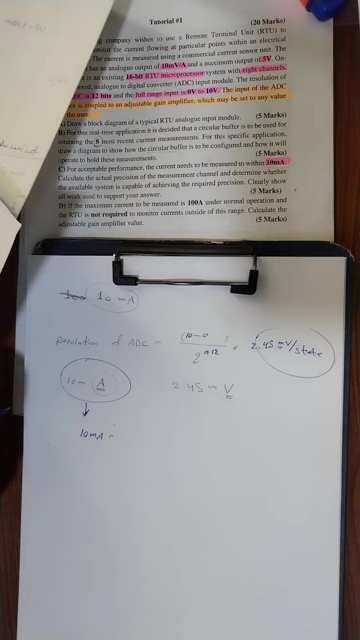 Tutorial #1
(20 Marks)
company wishes to use a Remote Terminal Unit (RTU) to
the current flowing at particular points within an electrical
The current is measured using a commercial current sensor unit. The
has an analogue output of 10mV/A and a maximum output of 5V. On-
is an existing 16-bit RTU microprocessor system with eight channels,
analogue to digital converter (ADC) input module. The resolution of
ADC is 12 bits and the full range input is 0V to 10V. The input of the ADC
is coupled to an adjustable gain amplifier, which may be set to any value
the user.
A) Draw a block diagram of a typical RTU analogue input module.
(5 Marks)
B) For this real-time application it is decided that a circular buffer is to be used for
retaining the 8 most recent current measurements. For this specific application,
draw a diagram to show how the circular buffer is to be configured and how it will
operate to hold these measurements.
(5 Marks)
C) For acceptable performance, the current needs to be measured to within 10mA.
Calculate the actual precision of the measurement channel and determine whether
the available system is capable of achieving the required precision. Clearly show
all work used to support your answer.
(5 Marks)
D) If the maximum current to be measured is 100A under normal operation and
the RTU is not required to monitor currents outside of this range. Calculate the
adjustable gain amplifier value.
(5 Marks)
10 mA
Resolution of ADC = (10-0) / 2^12 = 2.45 mV/state
10m A
2.45 m V
10mA =